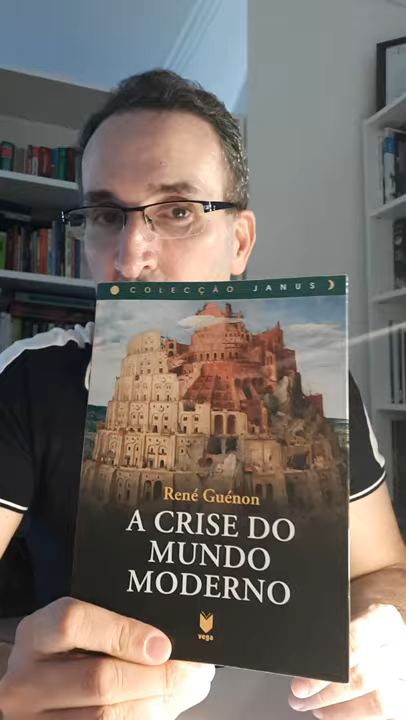 COLECÇÃO JANUS
René Guénon
A CRISE DO
MUNDO
MODERNO
vega